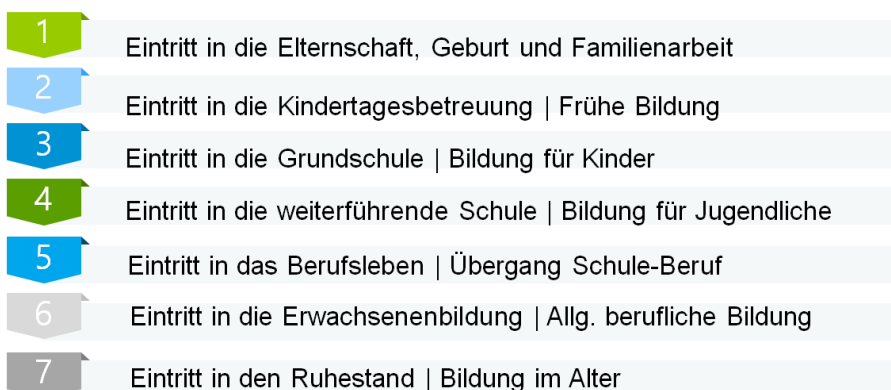 1 Eintritt in die Elternschaft, Geburt und Familienarbeit
2 Eintritt in die Kindertagesbetreuung | Frühe Bildung
3 Eintritt in die Grundschule | Bildung für Kinder
4 Eintritt in die weiterführende Schule | Bildung für Jugendliche
5 Eintritt in das Berufsleben | Übergang Schule-Beruf
6 Eintritt in die Erwachsenenbildung | Allg. berufliche Bildung
7 Eintritt in den Ruhestand | Bildung im Alter